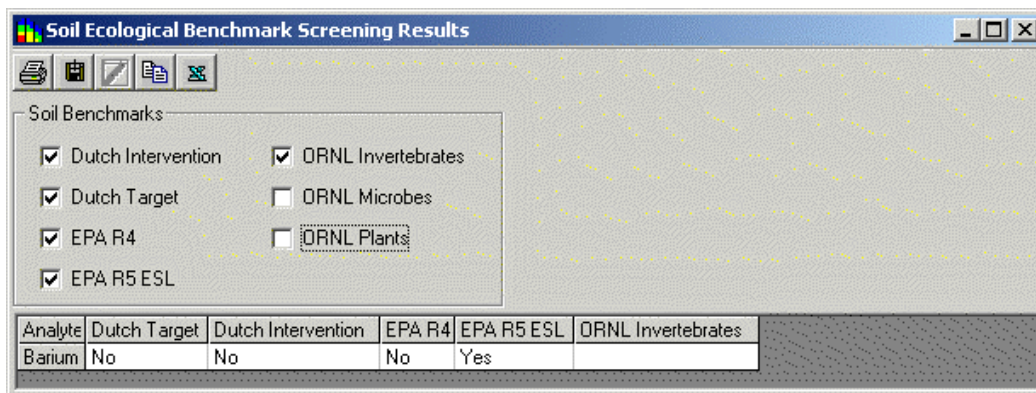 Soil Ecological Benchmark Screening Results
Soil Benchmarks
Dutch Intervention ORNL Invertebrates
Dutch Target ORNL Microbes
EPA R4 ORNL Plants
EPA R5 ESL
Analyte Dutch Target Dutch Intervention EPA R4 EPA R5 ESL ORNL Invertebrates
Barium No No No Yes